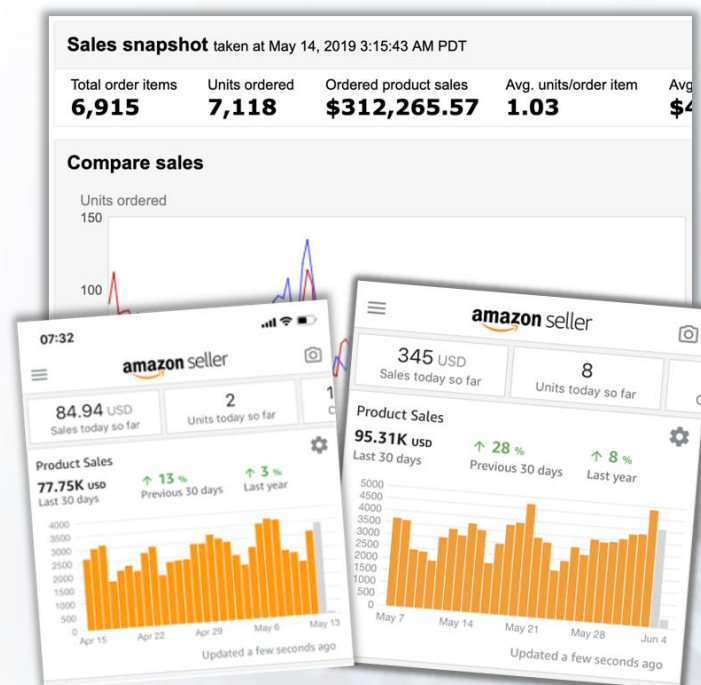 Sales snapshot taken at May 14, 2019 3:15:43 AM PDT
Total order items Units ordered Ordered product sales Avg. units/order item Avg
6,915 7,118 $312,265.57 1.03 $4
Compare sales
Units ordered
150
100
07:32
amazon seller
84.94 USD
Sales today so far
2
Units today so far
1
Product Sales
77.75K USD
Last 30 days
↑ 13 %
Previous 30 days
↑ 3 %
Last year
4000
3500
3000
2500
2000
1500
1000
500
0
Apr 15 Apr 22 Apr 29 May 6 May 13
Updated a few seconds ago
amazon seller
345 USD
Sales today so far
8
Units today so far
Product Sales
95.31K USD
Last 30 days
↑ 28 %
Previous 30 days
↑ 8 %
Last year
5000
4500
4000
3500
3000
2500
2000
1500
1000
500
0
May 7 May 14 May 21 May 28 Jun 4
Updated a few seconds ago